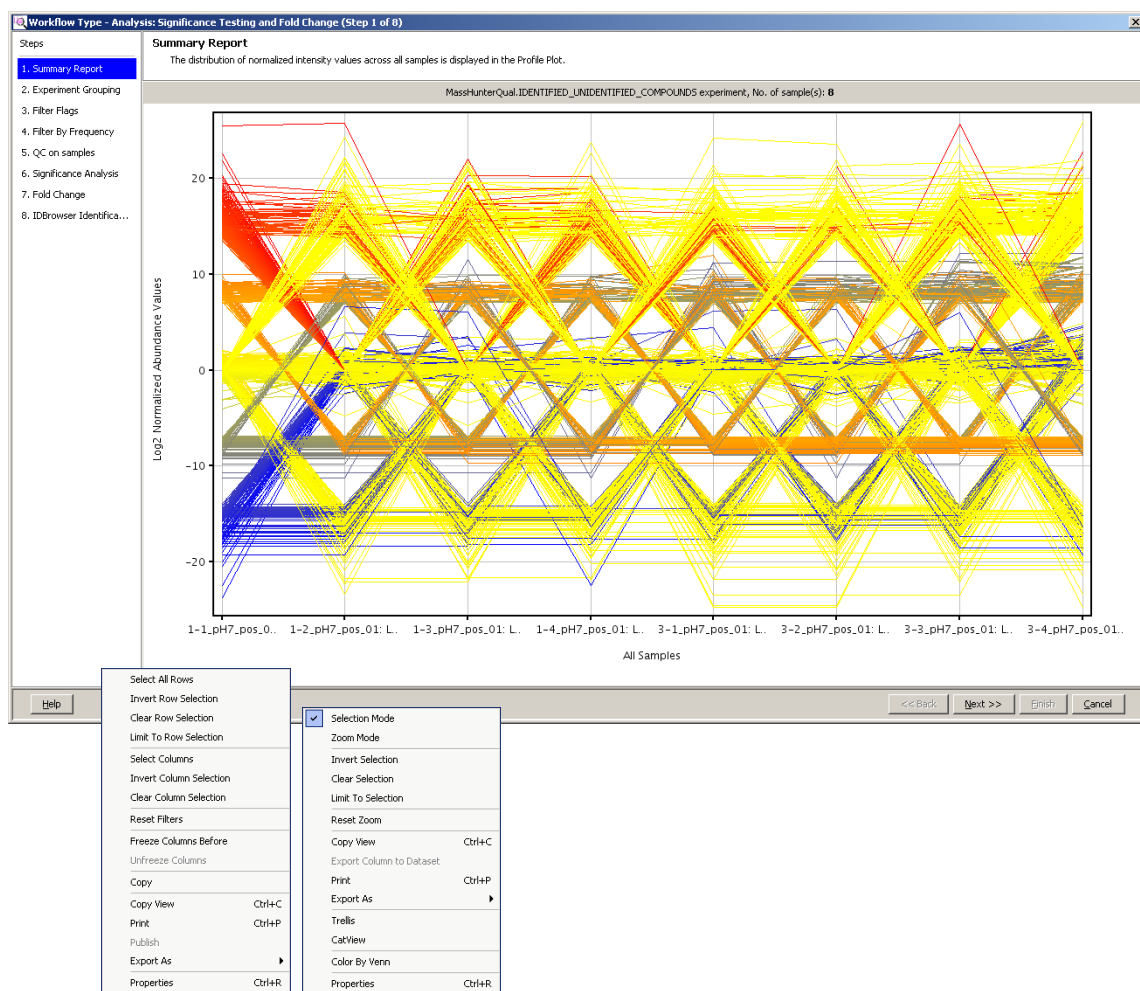 Workflow Type - Analysis: Significance Testing and Fold Change (Step 1 of 8)
Steps
1. Summary Report
2. Experiment Grouping
3. Filter Flags
4. Filter By Frequency
5. QC on samples
6. Significance Analysis
7. Fold Change
8. IDBrowser Identifica...
Summary Report
The distribution of normalized intensity values across all samples is displayed in the Profile Plot.
MassHunterQual.IDENTIFIED_UNIDENTIFIED_COMPOUNDS experiment, No. of sample(s): 8
Log2 Normalized Abundance Values
20
10
0
-10
-20
1-1_pH7_pos_0.. 1-2_pH7_pos_01: L.. 1-3_pH7_pos_01: L.. 1-4_pH7_pos_01: L.. 3-1_pH7_pos_01: L.. 3-2_pH7_pos_01: L.. 3-3_pH7_pos_01: L.. 3-4_pH7_pos_01..
All Samples
Help
<< Back Next >> Finish Cancel
Select All Rows
Invert Row Selection
Clear Row Selection
Limit To Row Selection
Select Columns
Invert Column Selection
Clear Column Selection
Reset Filters
Freeze Columns Before
Unfreeze Columns
Copy
Copy View Ctrl+C
Print Ctrl+P
Publish
Export As
Properties Ctrl+R
Selection Mode
Zoom Mode
Invert Selection
Clear Selection
Limit To Selection
Reset Zoom
Copy View Ctrl+C
Export Column to Dataset
Print Ctrl+P
Export As
Trellis
CatView
Color By Venn
Properties Ctrl+R